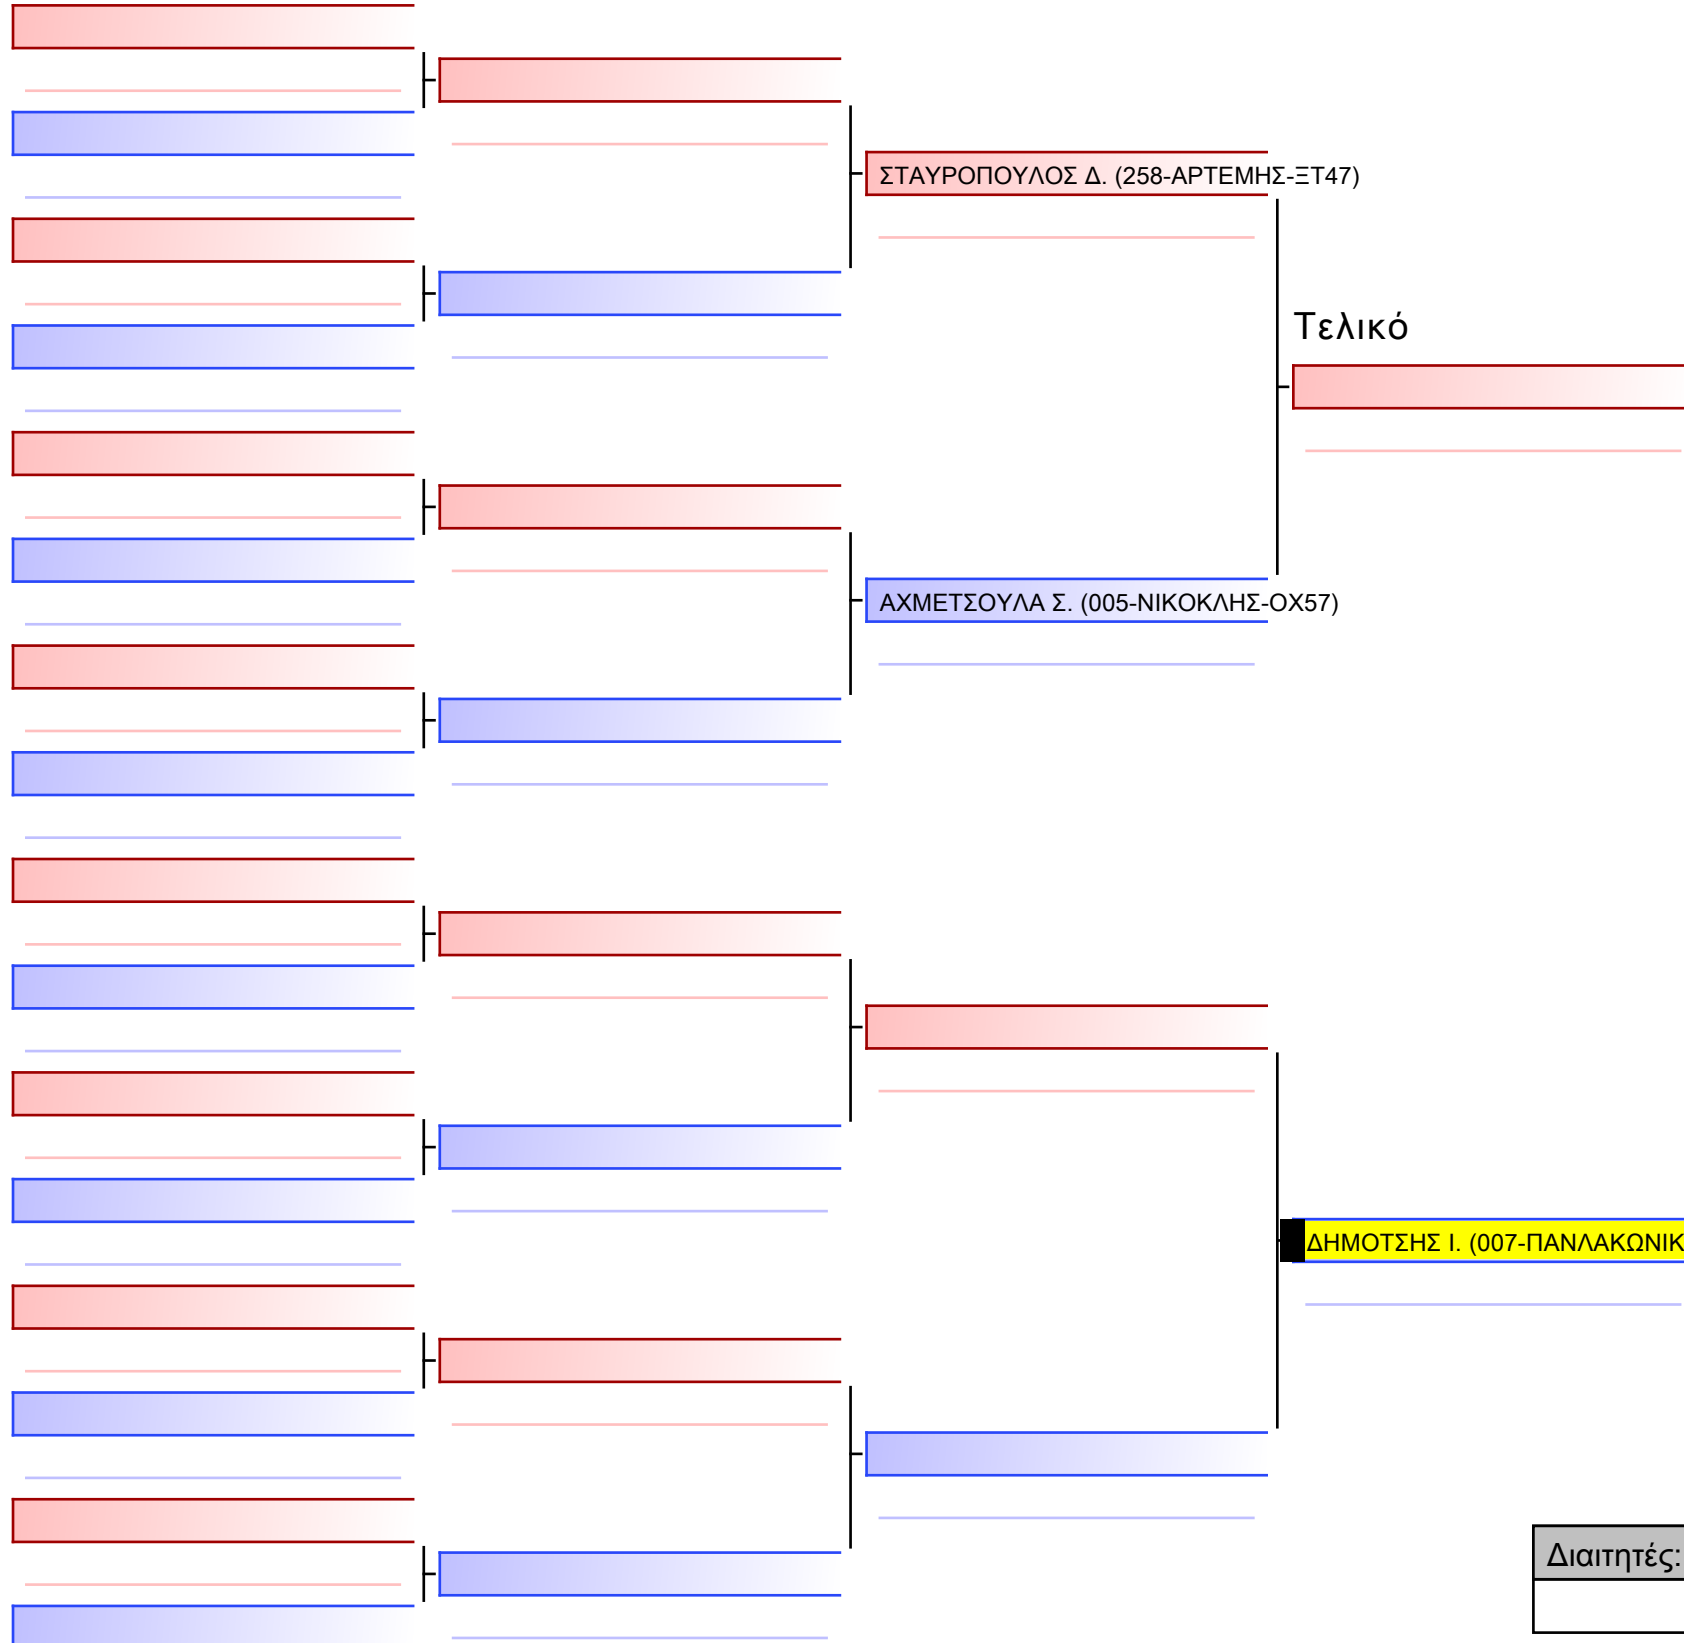 ΣΤΑΥΡΟΠΟΥΛΟΣ Δ. (258-ΑΡΤΕΜΗΣ-ΞΤ47)
Τελικό
ΑΧΜΕΤΣΟΥΛΑ Σ. (005-ΝΙΚΟΚΛΗΣ-ΟΧ57)
ΔΗΜΟΤΣΗΣ Ι. (007-ΠΑΝΛΑΚΩΝΙΚ
Διαιτητές: